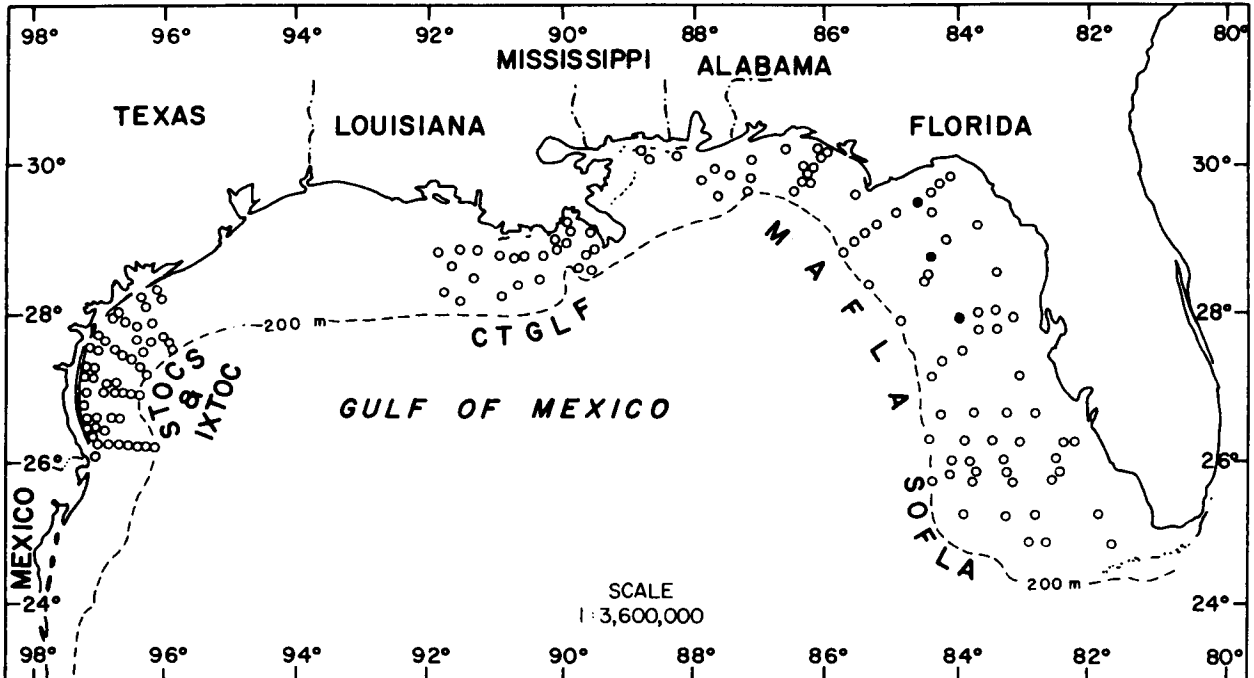 98° 96° 94° 92° 90° 88° 86° 84° 82° 80°
MISSISSIPPI ALABAMA
TEXAS LOUISIANA FLORIDA
30° 30°
MAFLA
28° 200 m CTGLF 28°
STOCS
&
IXTOC
GULF OF MEXICO
26° 26°
MEXICO
SOFLA
200 m
SCALE
1:3,600,000
24° 24°
98° 96° 94° 92° 90° 88° 86° 84° 82° 80°